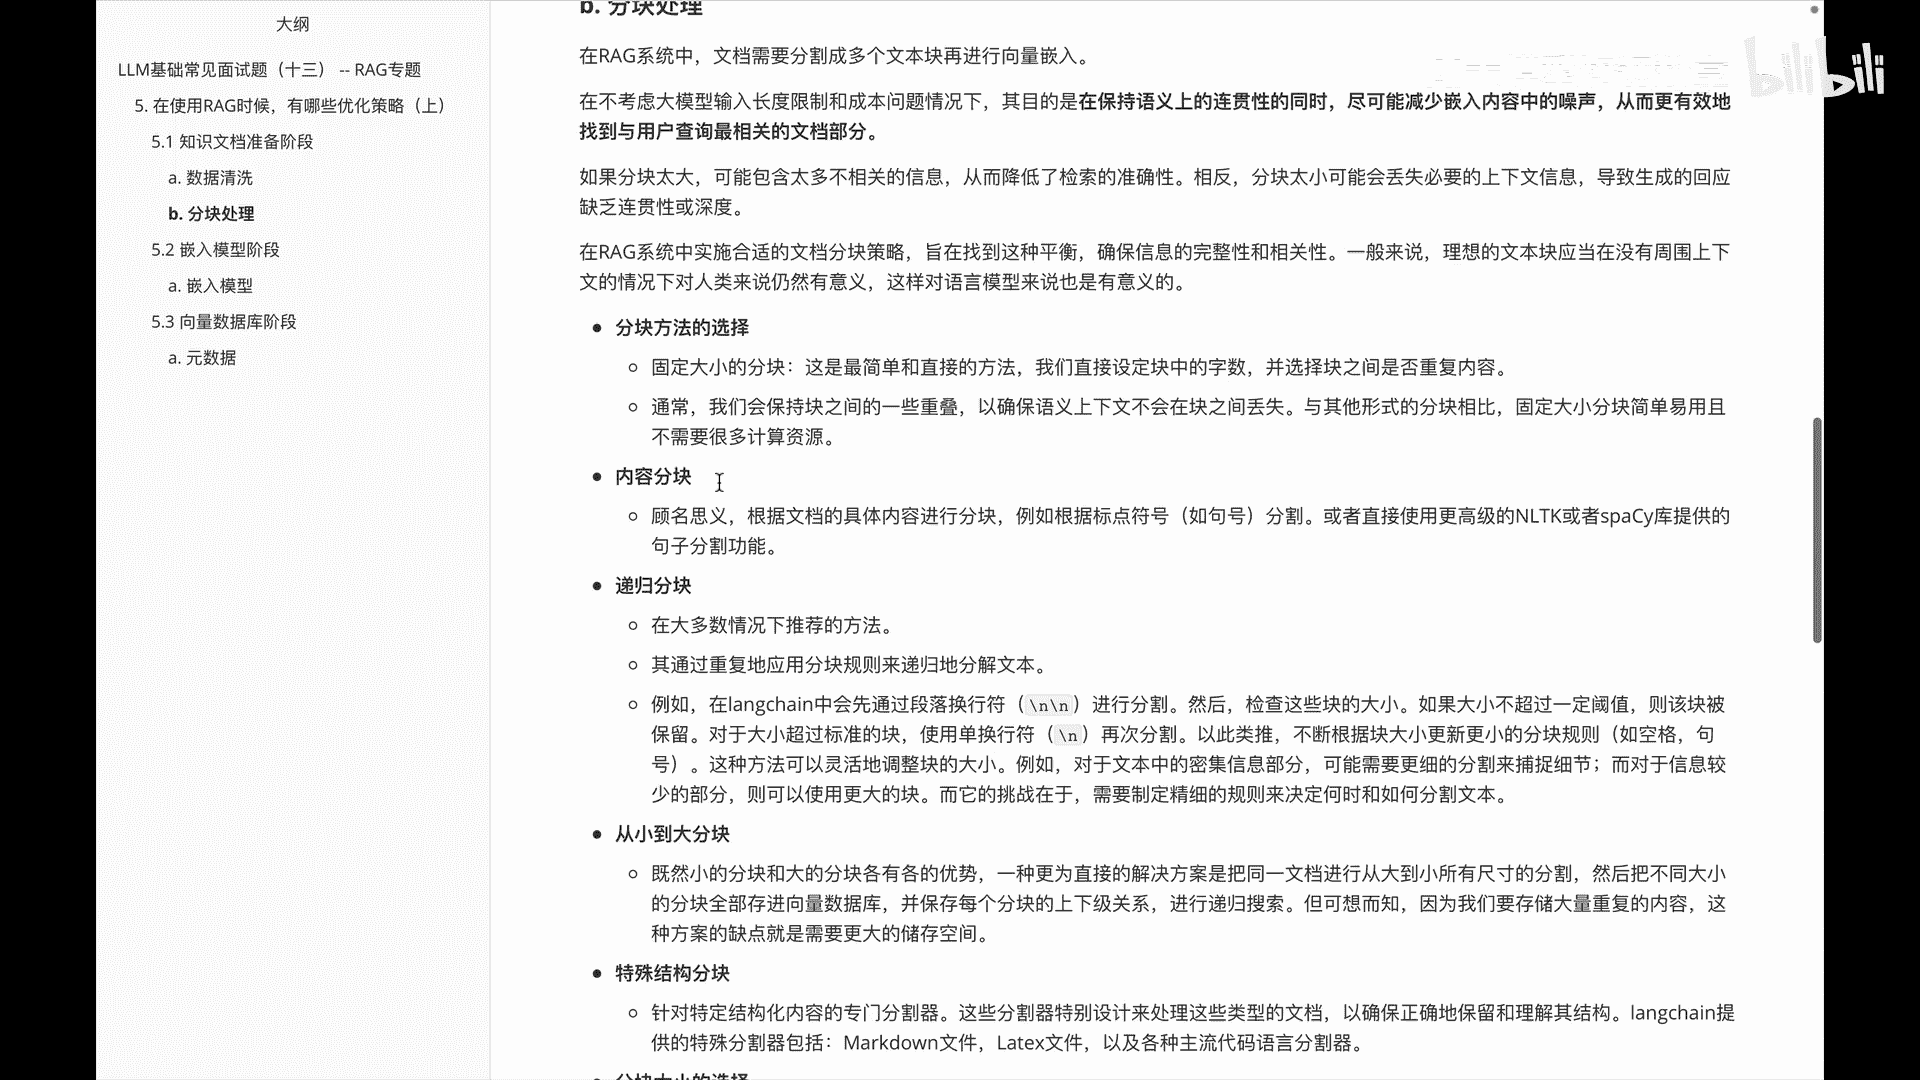 大纲
LLM基础常见面试题（十三） -- RAG专题
5. 在使用RAG时候，有哪些优化策略（上）
5.1 知识文档准备阶段
a. 数据清洗
b. 分块处理
5.2 嵌入模型阶段
a. 嵌入模型
5.3 向量数据库阶段
a. 元数据
b. 分块处理
在RAG系统中，文档需要分割成多个文本块再进行向量嵌入。
在不考虑大模型输入长度限制和成本问题情况下，其目的是在保持语义上的连贯性的同时，尽可能减少嵌入内容中的噪声，从而更有效地
找到与用户查询最相关的文档部分。
如果分块太大，可能包含太多不相关的信息，从而降低了检索的准确性。相反，分块太小可能会丢失必要的上下文信息，导致生成的回应
缺乏连贯性或深度。
在RAG系统中实施合适的文档分块策略，旨在找到这种平衡，确保信息的完整性和相关性。一般来说，理想的文本块应当在没有周围上下
文的情况下对人类来说仍然有意义，这样对语言模型来说也是有意义的。
分块方法的选择
固定大小的分块：这是最简单和直接的方法，我们直接设定块中的字数，并选择块之间是否重复内容。
通常，我们会保持块之间的一些重叠，以确保语义上下文不会在块之间丢失。与其他形式的分块相比，固定大小分块简单易用且
不需要很多计算资源。
内容分块
顾名思义，根据文档的具体内容进行分块，例如根据标点符号（如句号）分割。或者直接使用更高级的NLTK或者spaCy库提供的
句子分割功能。
递归分块
在大多数情况下推荐的方法。
其通过重复地应用分块规则来递归地分解文本。
例如，在langchain中会先通过段落换行符（\n\n）进行分割。然后，检查这些块的大小。如果大小不超过一定阈值，则该块被
保留。对于大小超过标准的块，使用单换行符（\n）再次分割。以此类推，不断根据块大小更新更小的分块规则（如空格，句
号）。这种方法可以灵活地调整块的大小。例如，对于文本中的密集信息部分，可能需要更细的分割来捕捉细节；而对于信息较
少的部分，则可以使用更大的块。而它的挑战在于，需要制定精细的规则来决定何时和如何分割文本。
从小到大分块
既然小的分块和大的分块各有各的优势，一种更为直接的解决方案是把同一文档进行从大到小所有尺寸的分割，然后把不同大小
的分块全部存进向量数据库，并保存每个分块的上下级关系，进行递归搜索。但可想而知，因为我们要存储大量重复的内容，这
种方案的缺点就是需要更大的储存空间。
特殊结构分块
针对特定结构化内容的专门分割器。这些分割器特别设计来处理这些类型的文档，以确保正确地保留和理解其结构。langchain提
供的特殊分割器包括：Markdown文件，Latex文件，以及各种主流代码语言分割器。
分块大小的选择
bilibili